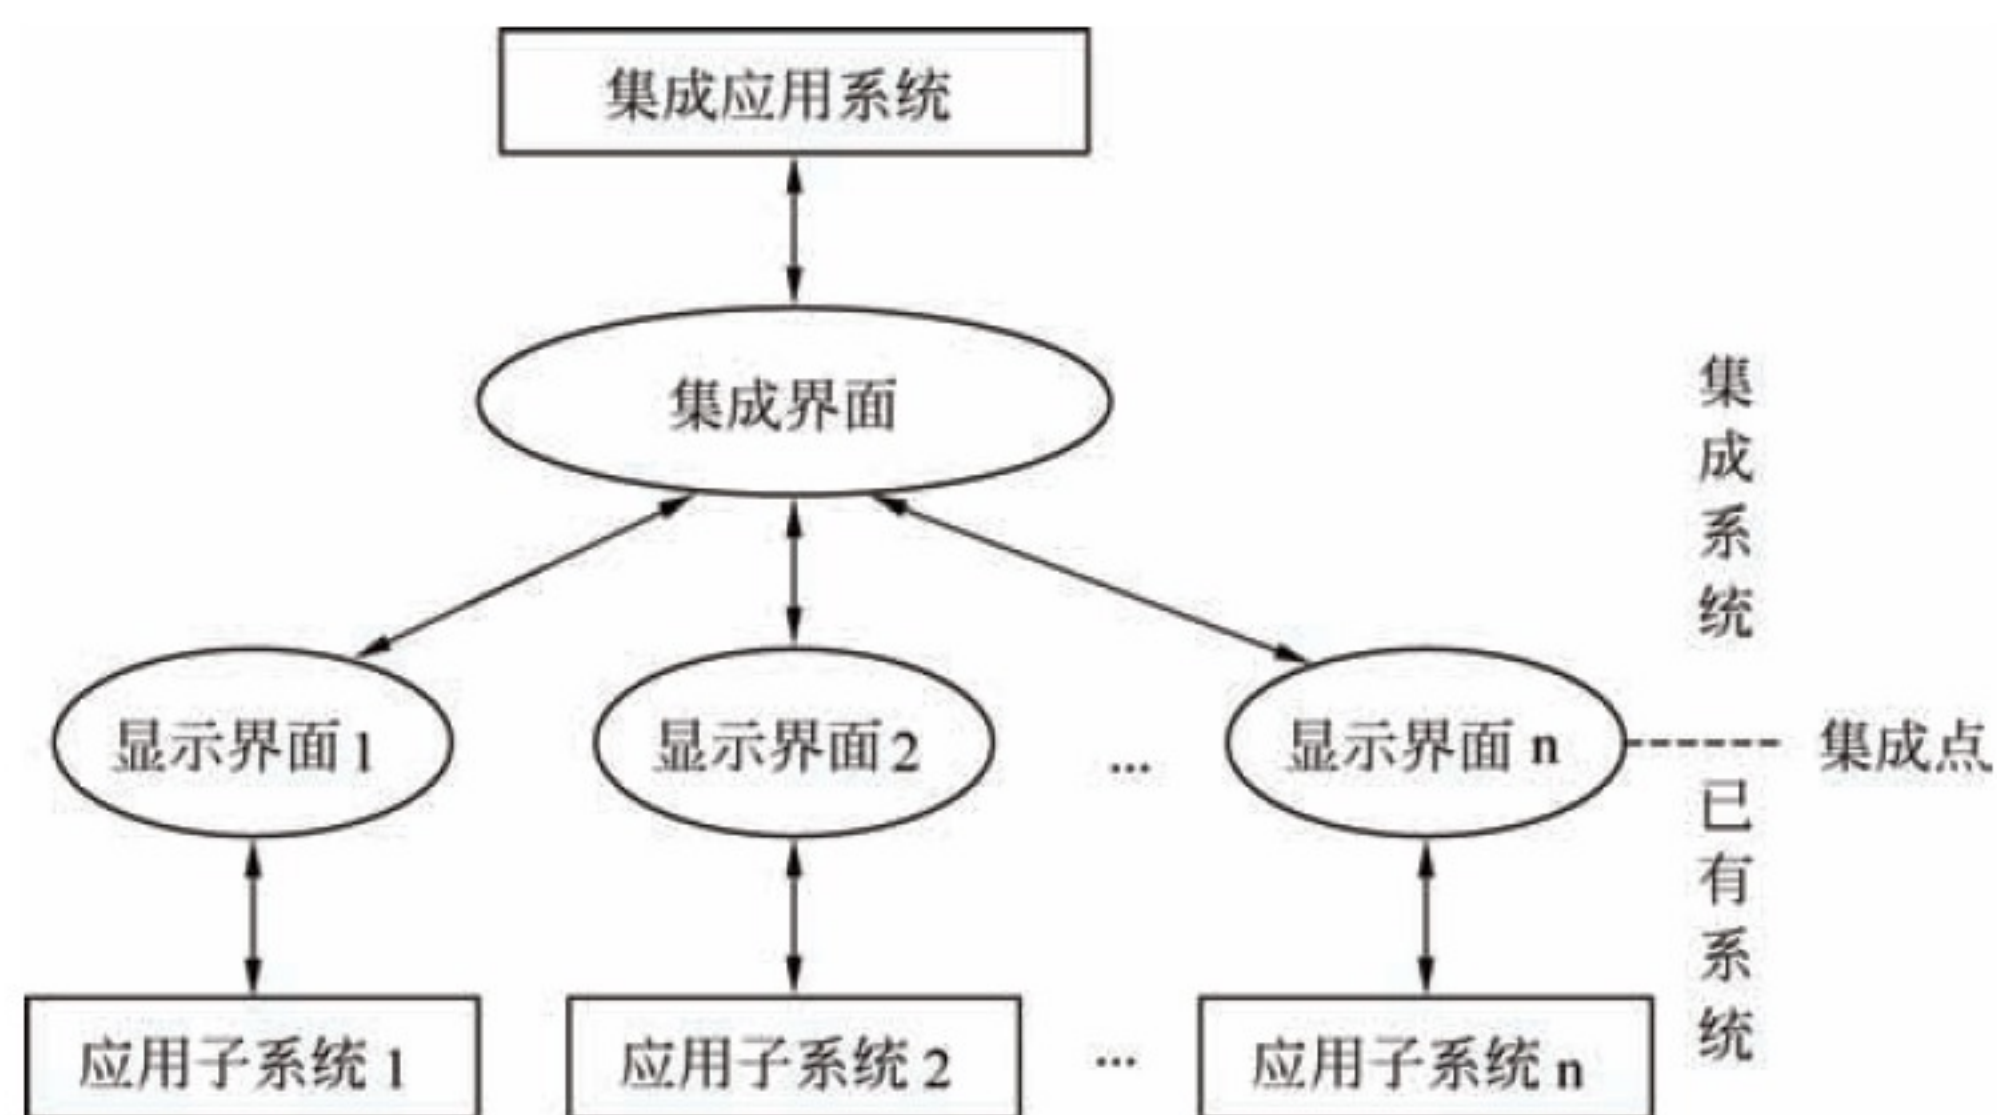 集成应用系统
集成界面
集成系统
显示界面1
显示界面2
...
显示界面n
集成点
已有系统
应用子系统1
应用子系统2
...
应用子系统n